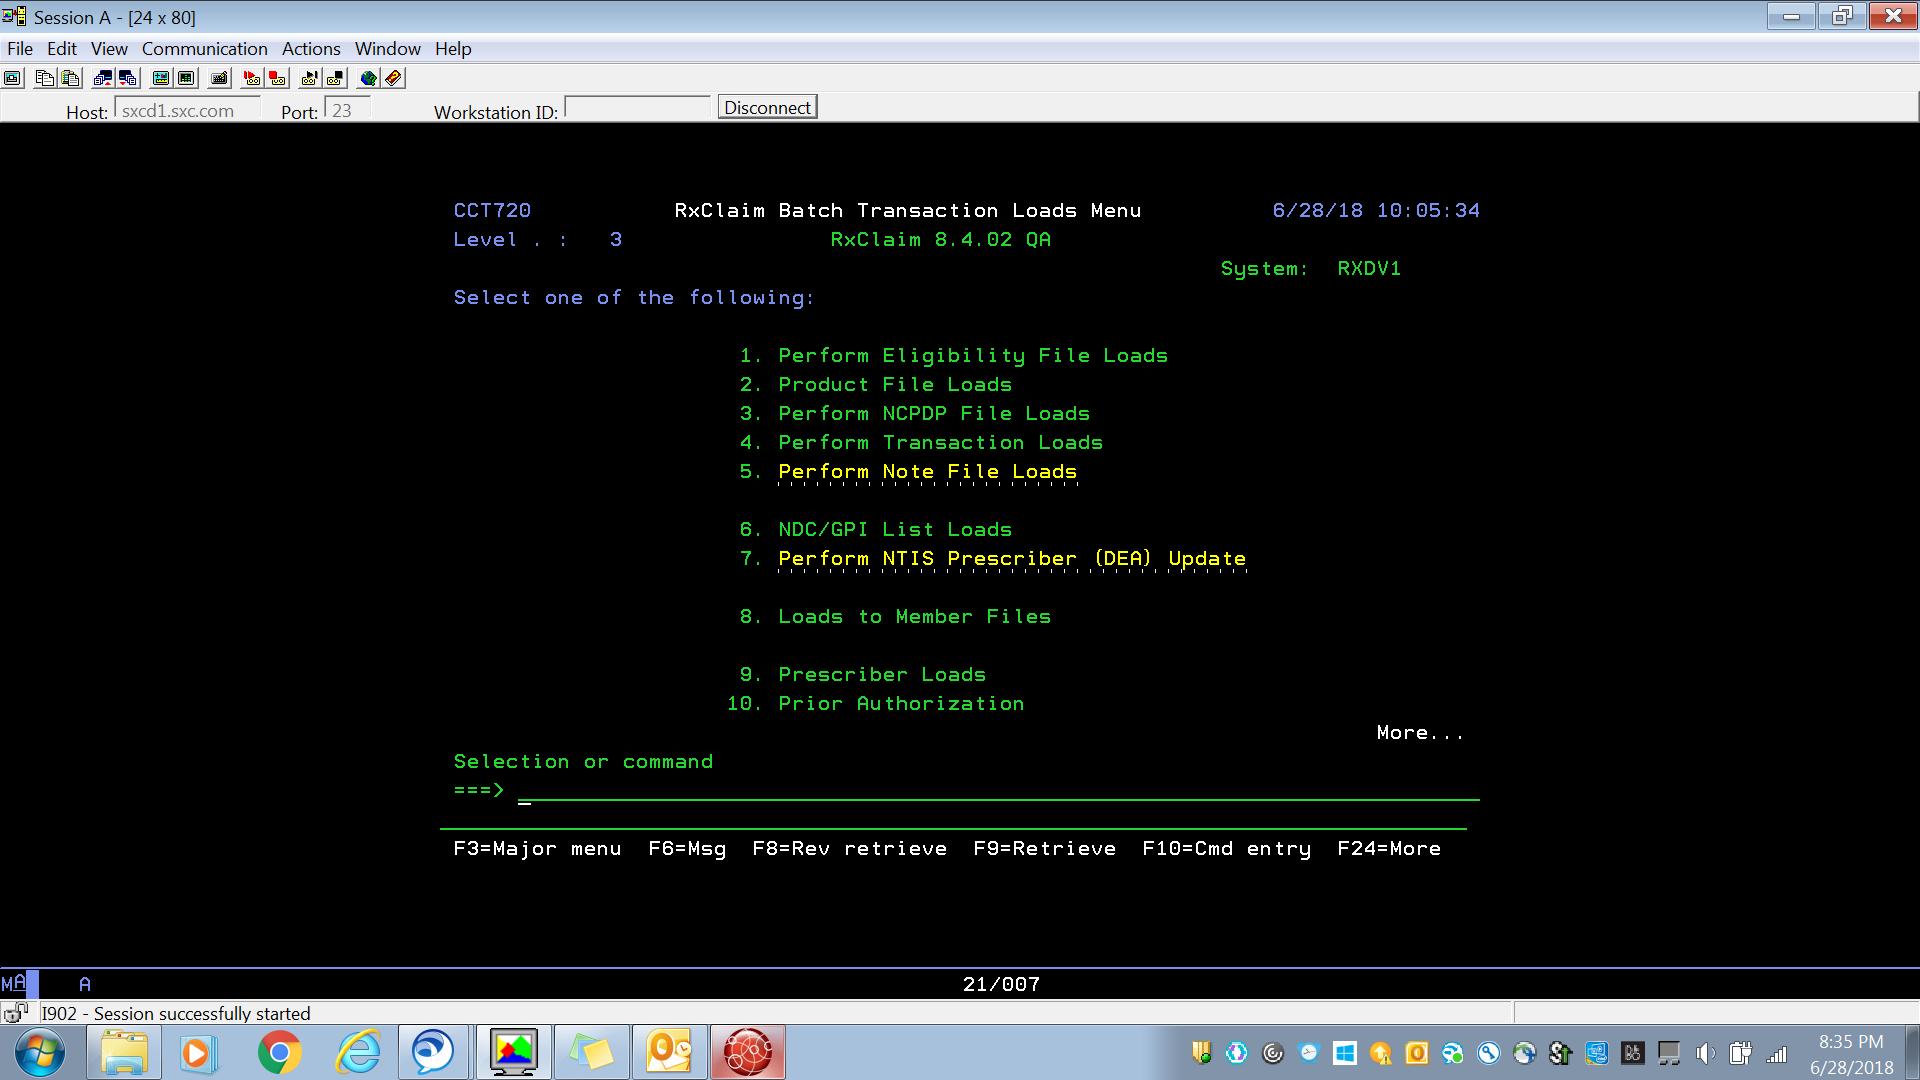 Session A - [24 x 80]
File Edit View Communication Actions Window Help
Host: sxcd1.sxc.com Port: 23 Workstation ID: Disconnect
CCT720 RxClaim Batch Transaction Loads Menu 6/28/18 10:05:34
Level . : 3 RxClaim 8.4.02 QA
System: RXDV1
Select one of the following:
1. Perform Eligibility File Loads
2. Product File Loads
3. Perform NCPDP File Loads
4. Perform Transaction Loads
5. Perform Note File Loads
6. NDC/GPI List Loads
7. Perform NTIS Prescriber (DEA) Update
8. Loads to Member Files
9. Prescriber Loads
10. Prior Authorization
More...
Selection or command
===>
F3=Major menu F6=Msg F8=Rev retrieve F9=Retrieve F10=Cmd entry F24=More
MA A 21/007
I902 - Session successfully started
8:35 PM
6/28/2018